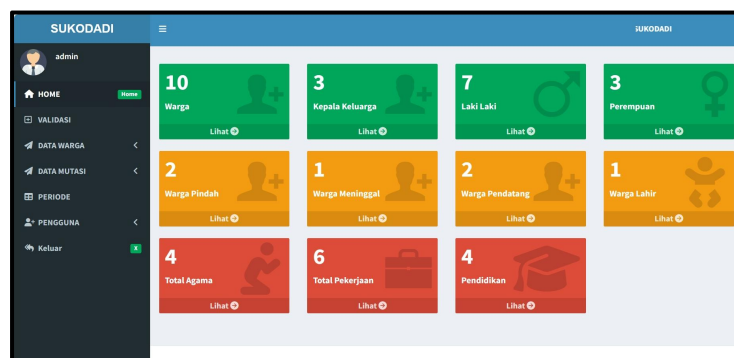 SUKODADI
SUKODADI
admin
HOME
Home
VALIDASI
DATA WARGA
DATA MUTASI
PERIODE
PENGGUNA
Keluar
X
10
Warga
Lihat
3
Kepala Keluarga
Lihat
7
Laki Laki
Lihat
3
Perempuan
Lihat
2
Warga Pindah
Lihat
1
Warga Meninggal
Lihat
2
Warga Pendatang
Lihat
1
Warga Lahir
Lihat
4
Total Agama
Lihat
6
Total Pekerjaan
Lihat
4
Pendidikan
Lihat